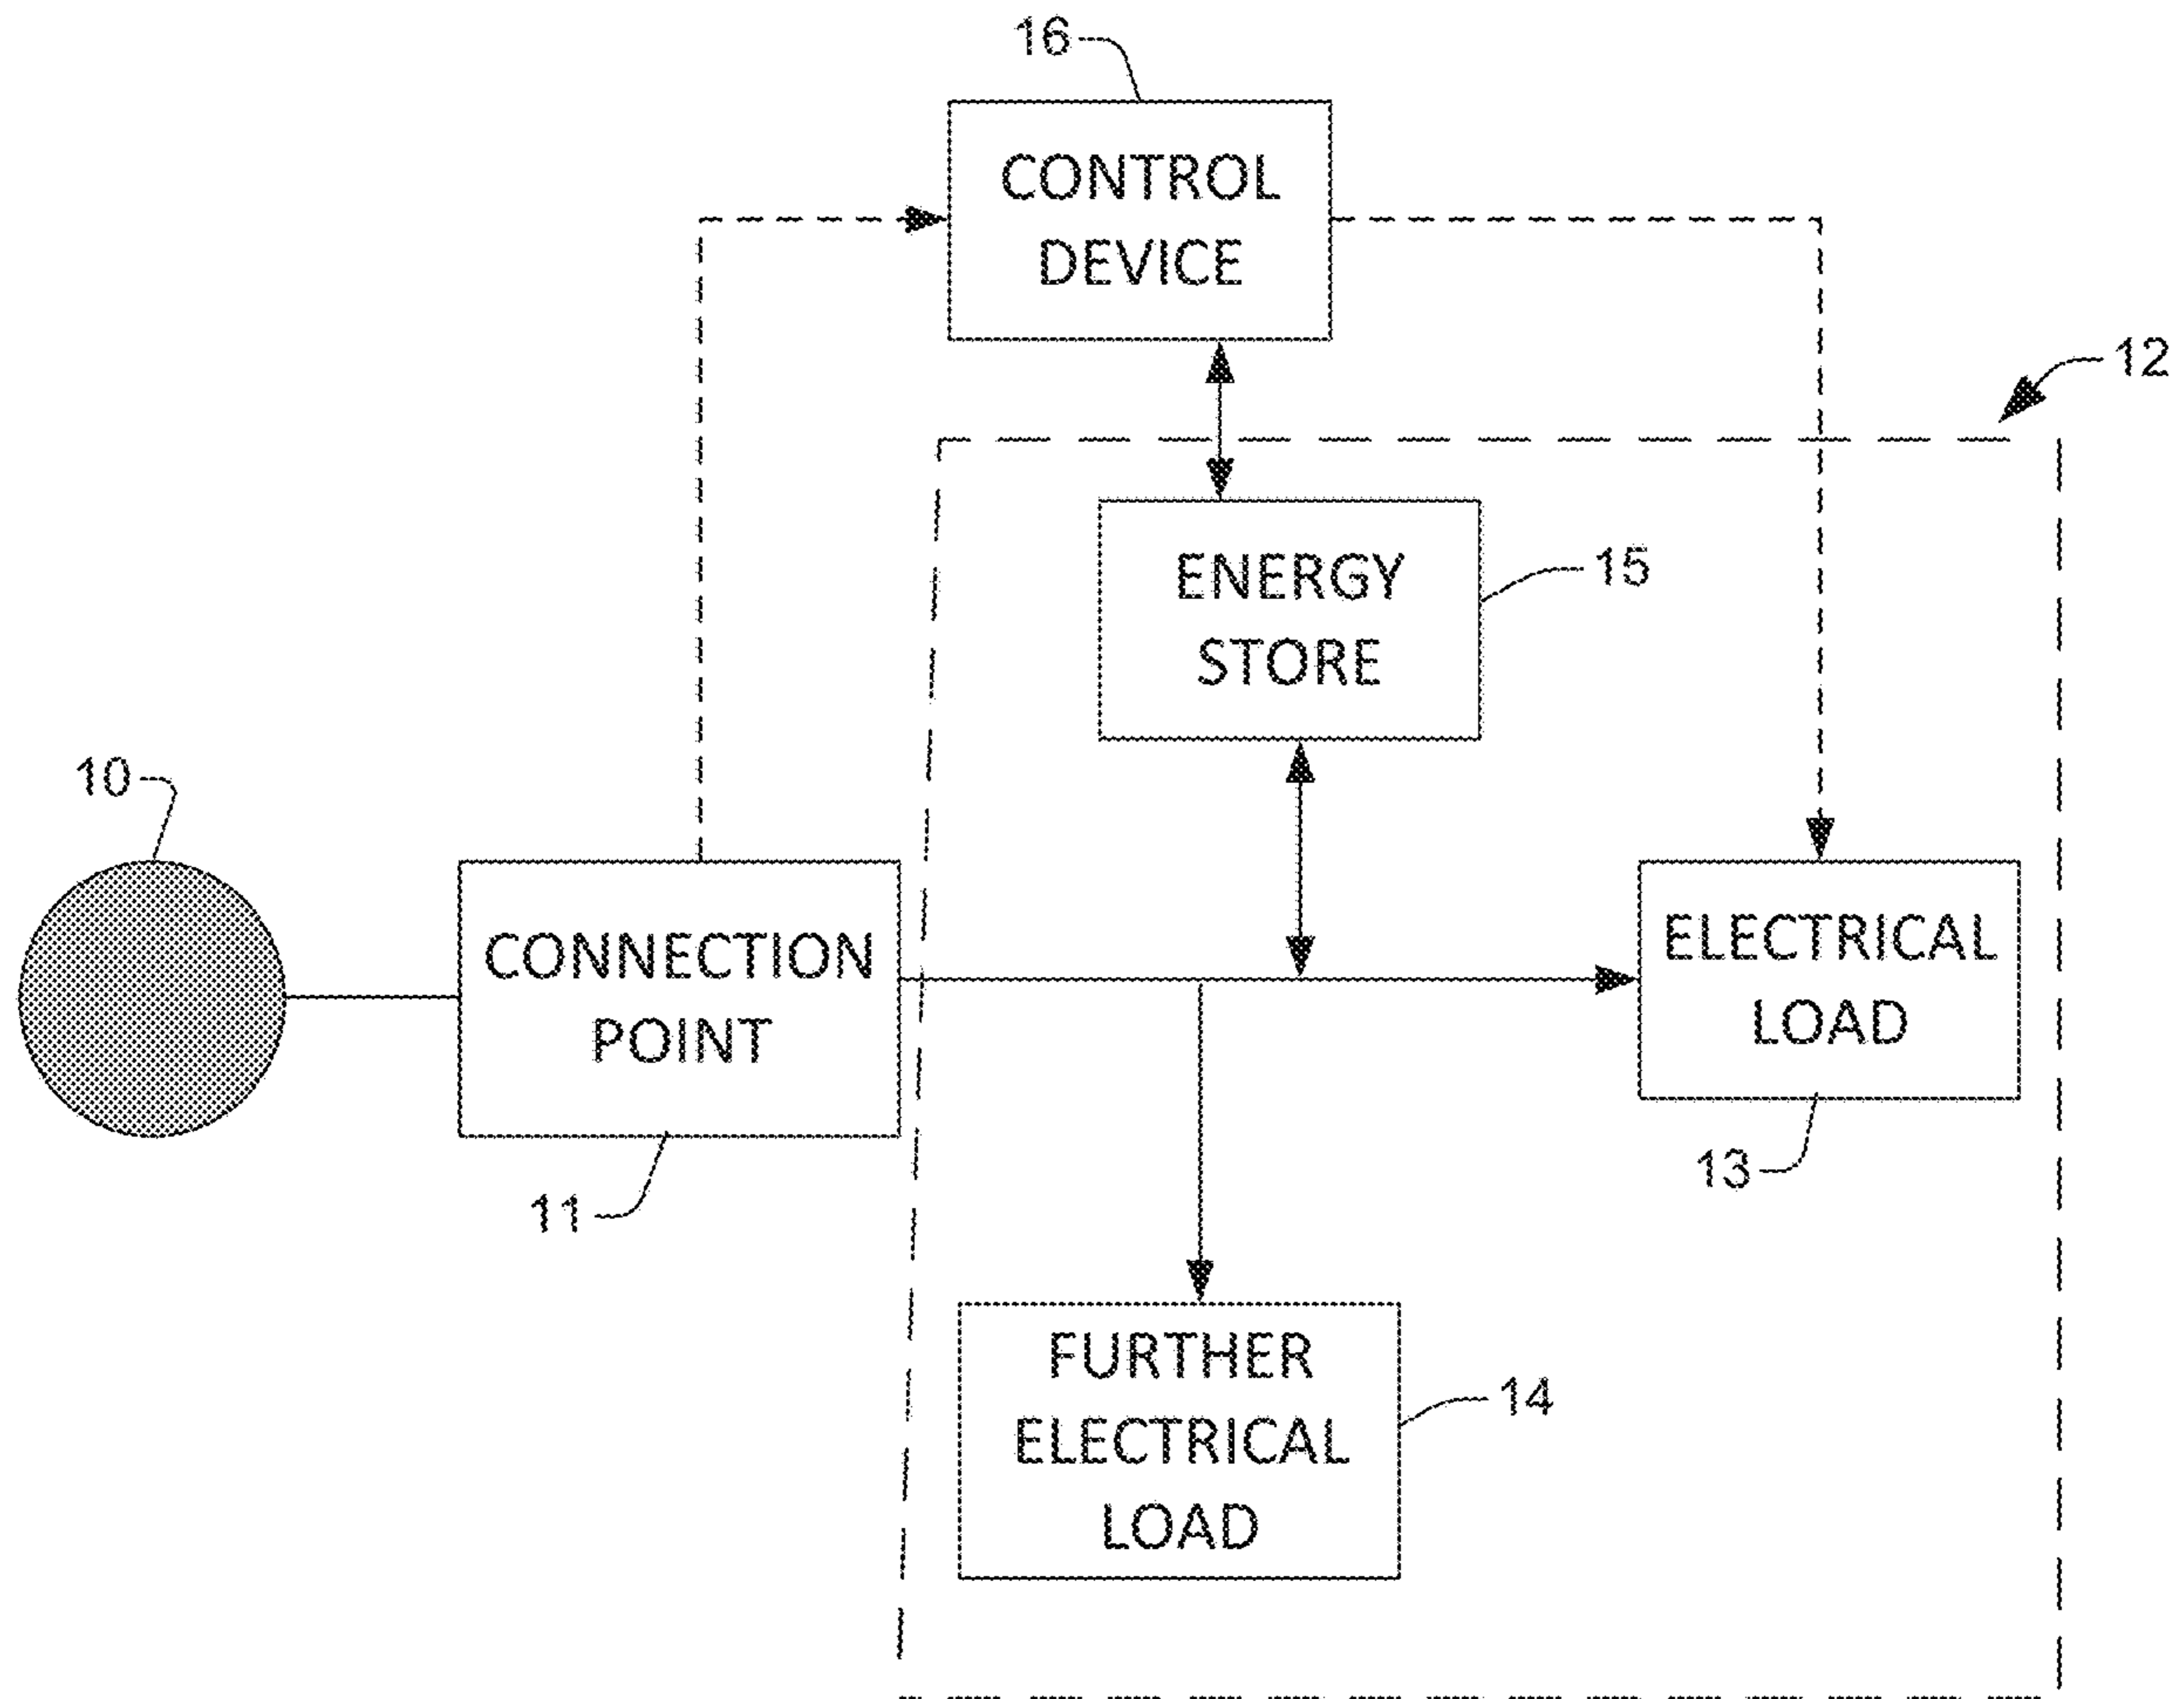 16
CONTROL
DEVICE
12
ENERGY
STORE
15
10
CONNECTION
POINT
ELECTRICAL
LOAD
13
11
FURTHER
ELECTRICAL
LOAD
14